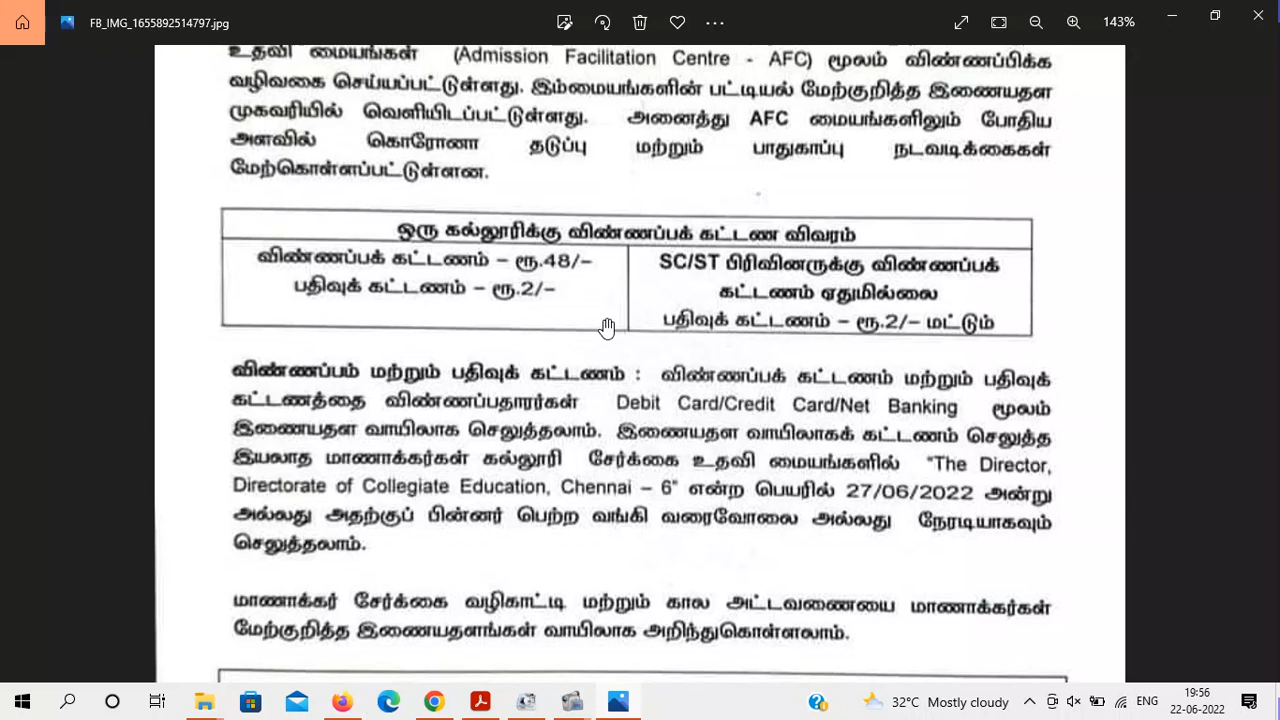 FB_IMG_1655892514797.jpg
143%
உதவி மையங்கள் (Admission Facilitation Centre - AFC) மூலம் விண்ணப்பிக்க
வழிவகை செய்யப்பட்டுள்ளது. இம்மையங்களின் பட்டியல் மேற்குறித்த இணையதள
முகவரியில் வெளியிடப்பட்டுள்ளது. அனைத்து AFC மையங்களிலும் போதிய
அளவில் கொரோனா தடுப்பு மற்றும் பாதுகாப்பு நடவடிக்கைகள்
மேற்கொள்ளப்பட்டுள்ளன.
ஒரு கல்லூரிக்கு விண்ணப்பக் கட்டண விவரம்
விண்ணப்பக் கட்டணம் – ரூ.48/–
பதிவுக் கட்டணம் – ரூ.2/–
SC/ST பிரிவினருக்கு விண்ணப்பக்
கட்டணம் ஏதுமில்லை
பதிவுக் கட்டணம் – ரூ.2/– மட்டும்
விண்ணப்பம் மற்றும் பதிவுக் கட்டணம் : விண்ணப்பக் கட்டணம் மற்றும் பதிவுக்
கட்டணத்தை விண்ணப்பதாரர்கள் Debit Card/Credit Card/Net Banking மூலம்
இணையதள வாயிலாக செலுத்தலாம். இணையதள வாயிலாகக் கட்டணம் செலுத்த
இயலாத மாணாக்கர்கள் கல்லூரி சேர்க்கை உதவி மையங்களில் "The Director,
Directorate of Collegiate Education, Chennai – 6" என்ற பெயரில் 27/06/2022 அன்று
அல்லது அதற்குப் பின்னர் பெற்ற வங்கி வரைவோலை அல்லது நேரடியாகவும்
செலுத்தலாம்.
மாணாக்கர் சேர்க்கை வழிகாட்டி மற்றும் கால அட்டவணையை மாணாக்கர்கள்
மேற்குறித்த இணையதளங்கள் வாயிலாக அறிந்துகொள்ளலாம்.
32°C Mostly cloudy
ENG
19:56
22-06-2022